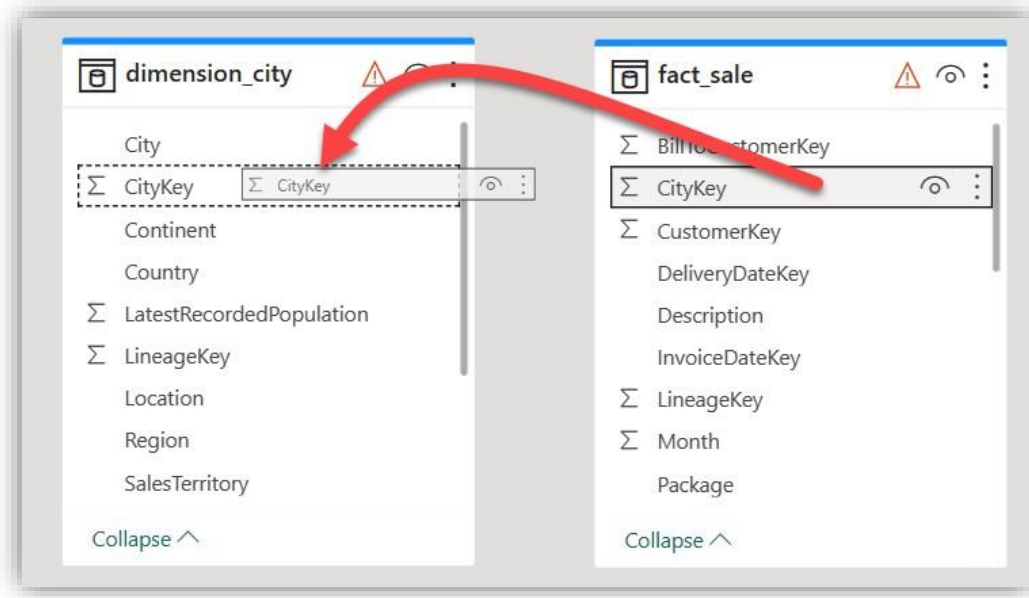 dimension_city
City
CityKey
CityKey
Continent
Country
LatestRecordedPopulation
LineageKey
Location
Region
SalesTerritory
Collapse
fact_sale
BillToCustomerKey
CityKey
CustomerKey
DeliveryDateKey
Description
InvoiceDateKey
LineageKey
Month
Package
Collapse